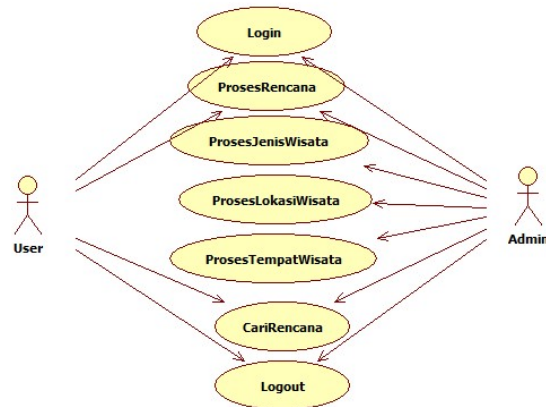 Login
ProsesRencana
ProsesJenisWisata
ProsesLokasiWisata
User
Admin
ProsesTempatWisata
CariRencana
Logout